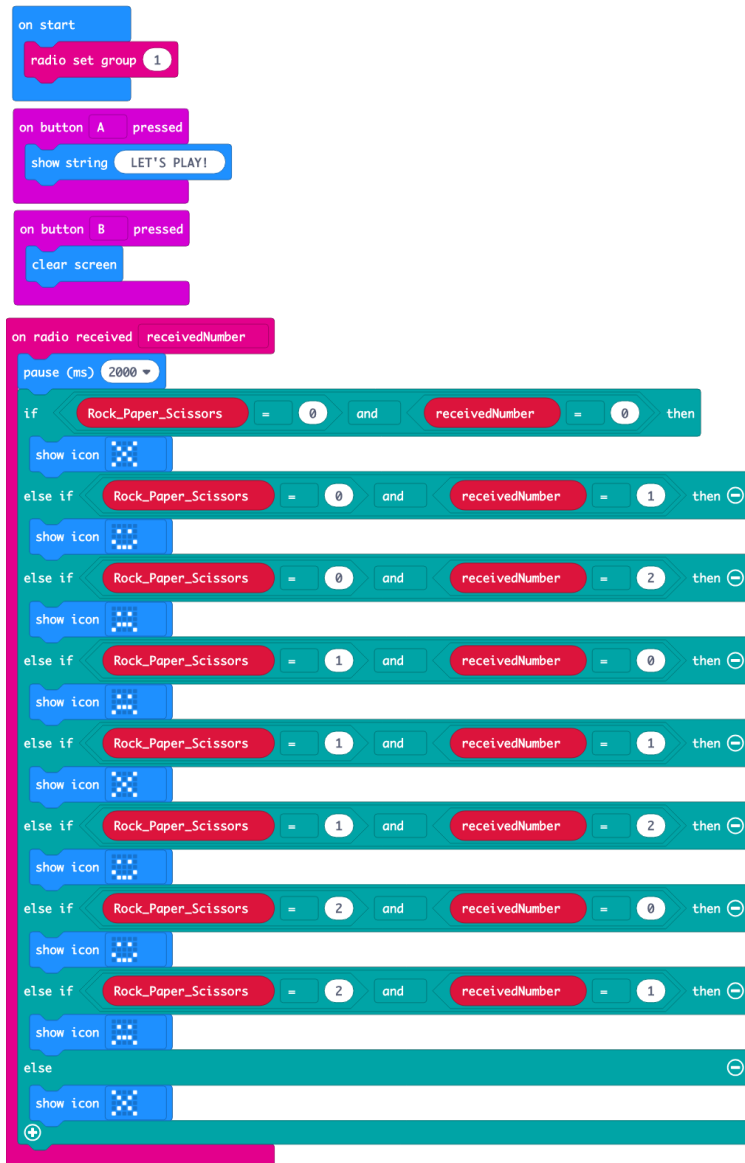 on start
radio set group 1
on button A pressed
show string LET'S PLAY!
on button B pressed
clear screen
on radio received receivedNumber
pause (ms) 2000
if Rock_Paper_Scissors = 0 and receivedNumber = 0 then
show icon
else if Rock_Paper_Scissors = 0 and receivedNumber = 1 then
show icon
else if Rock_Paper_Scissors = 0 and receivedNumber = 2 then
show icon
else if Rock_Paper_Scissors = 1 and receivedNumber = 0 then
show icon
else if Rock_Paper_Scissors = 1 and receivedNumber = 1 then
show icon
else if Rock_Paper_Scissors = 1 and receivedNumber = 2 then
show icon
else if Rock_Paper_Scissors = 2 and receivedNumber = 0 then
show icon
else if Rock_Paper_Scissors = 2 and receivedNumber = 1 then
show icon
else
show icon